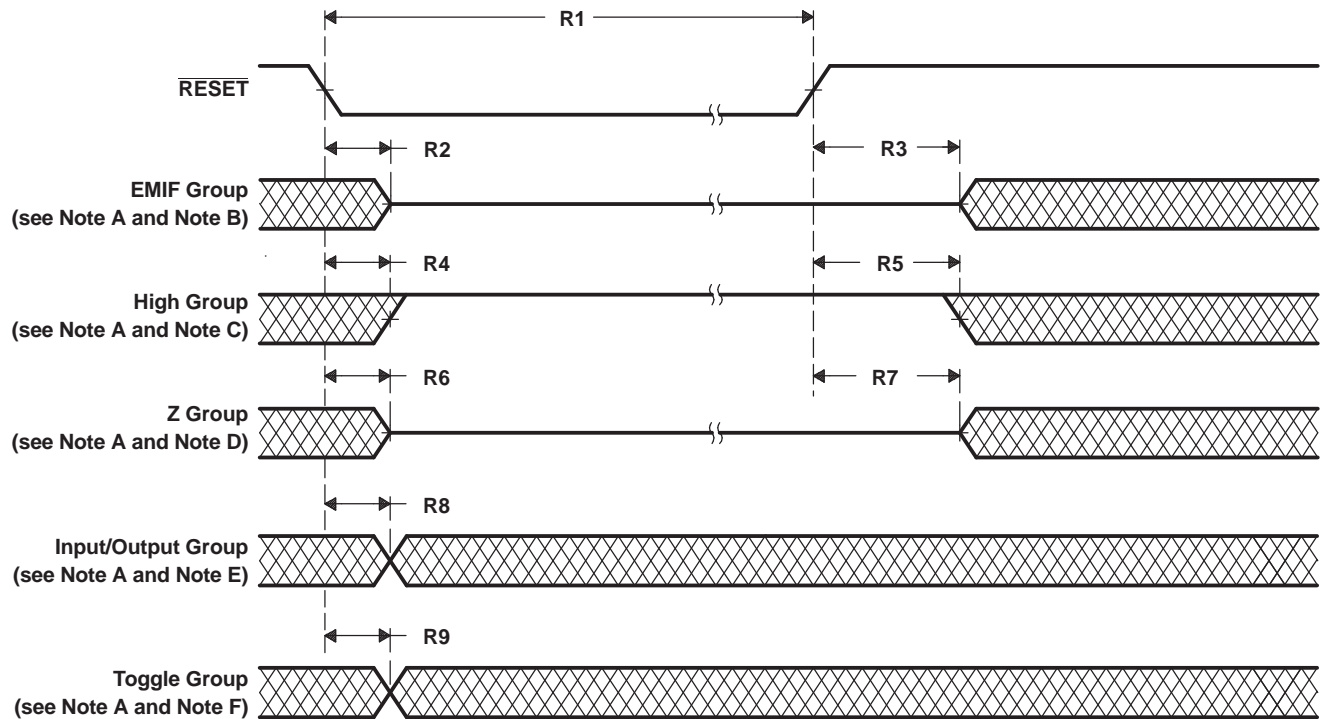 R1
RESET
R2
R3
EMIF Group
(see Note A and Note B)
R4
R5
High Group
(see Note A and Note C)
R6
R7
Z Group
(see Note A and Note D)
R8
Input/Output Group
(see Note A and Note E)
R9
Toggle Group
(see Note A and Note F)